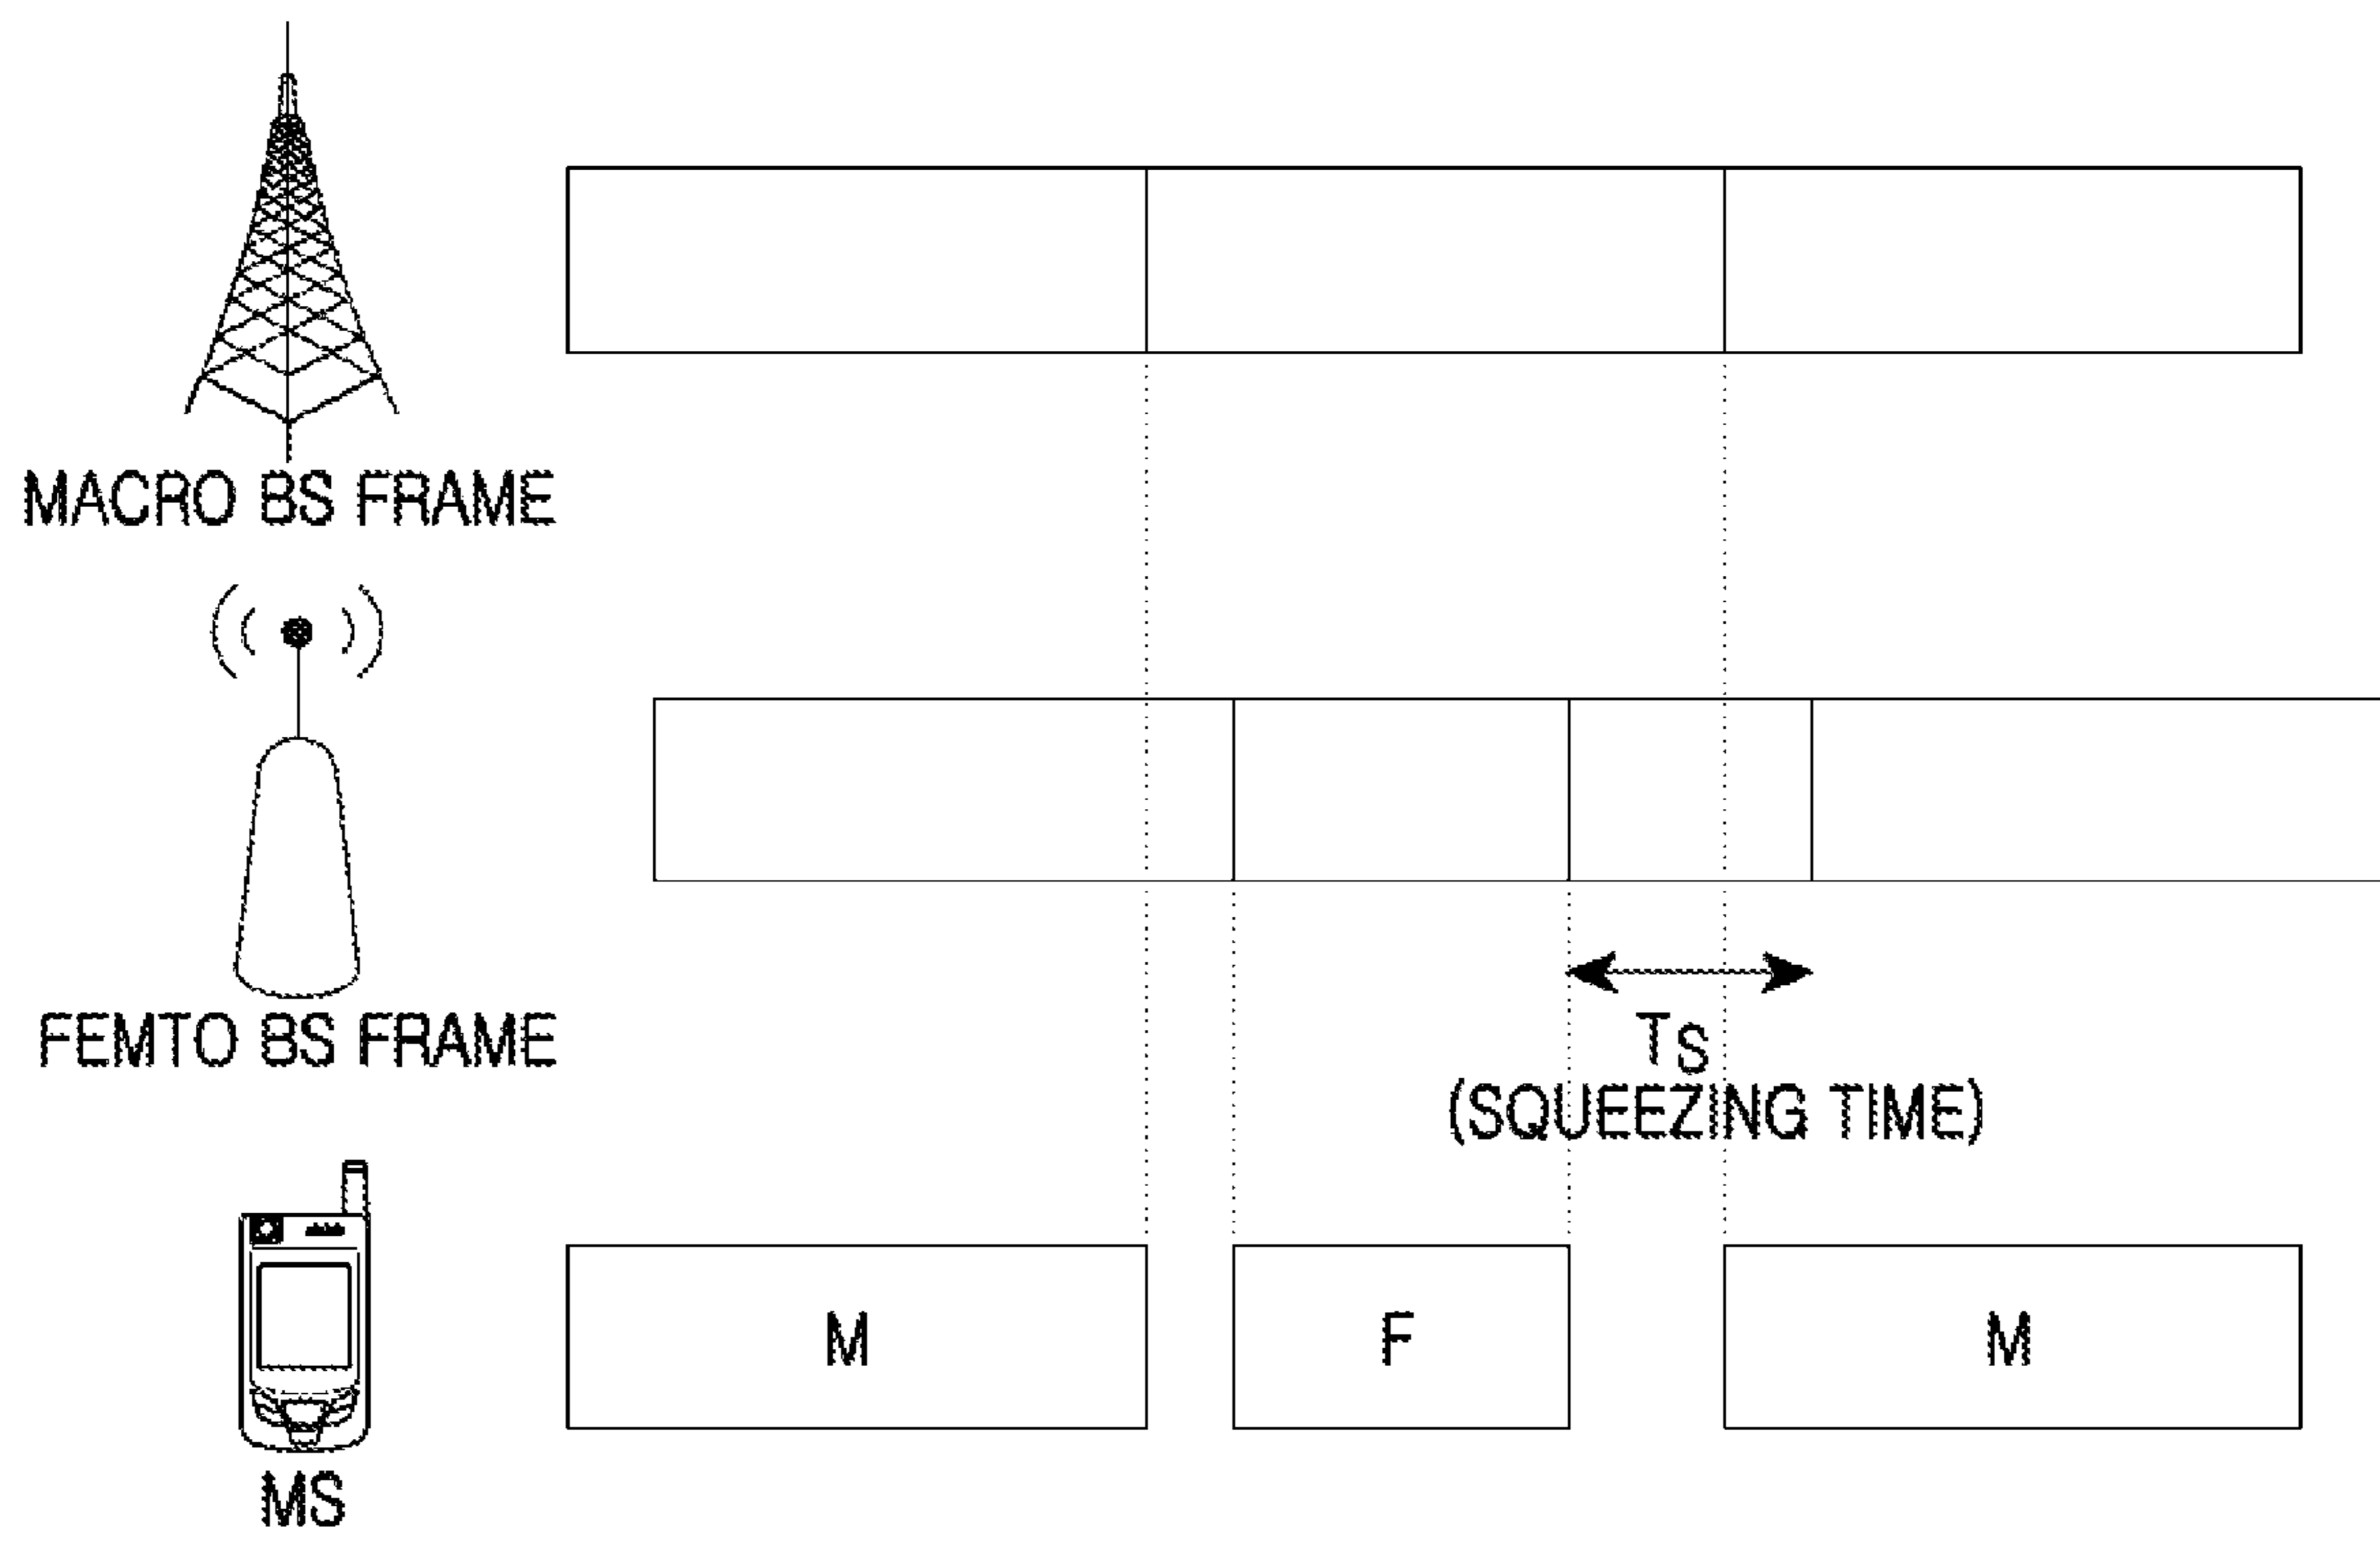 MACRO BS FRAME
FEMTO BS FRAME
TS
(SQUEEZING TIME)
M F M
MS